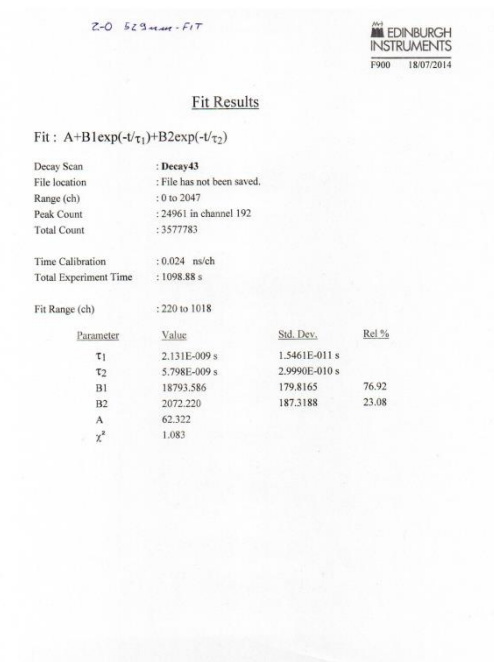 2-0 529nm-FIT
EDINBURGH
INSTRUMENTS
F900 18/07/2014
Fit Results
Fit : A+B1exp(-t/τ1)+B2exp(-t/τ2)
Decay Scan : Decay43
File location : File has not been saved.
Range (ch) : 0 to 2047
Peak Count : 24961 in channel 192
Total Count : 3577783
Time Calibration : 0.024 ns/ch
Total Experiment Time : 1098.88 s
Fit Range (ch) : 220 to 1018
Parameter Value Std. Dev. Rel %
τ1 2.131E-009 s 1.5461E-011 s
τ2 5.798E-009 s 2.9990E-010 s
B1 18793.586 179.8165 76.92
B2 2072.220 187.3188 23.08
A 62.322
χ² 1.083